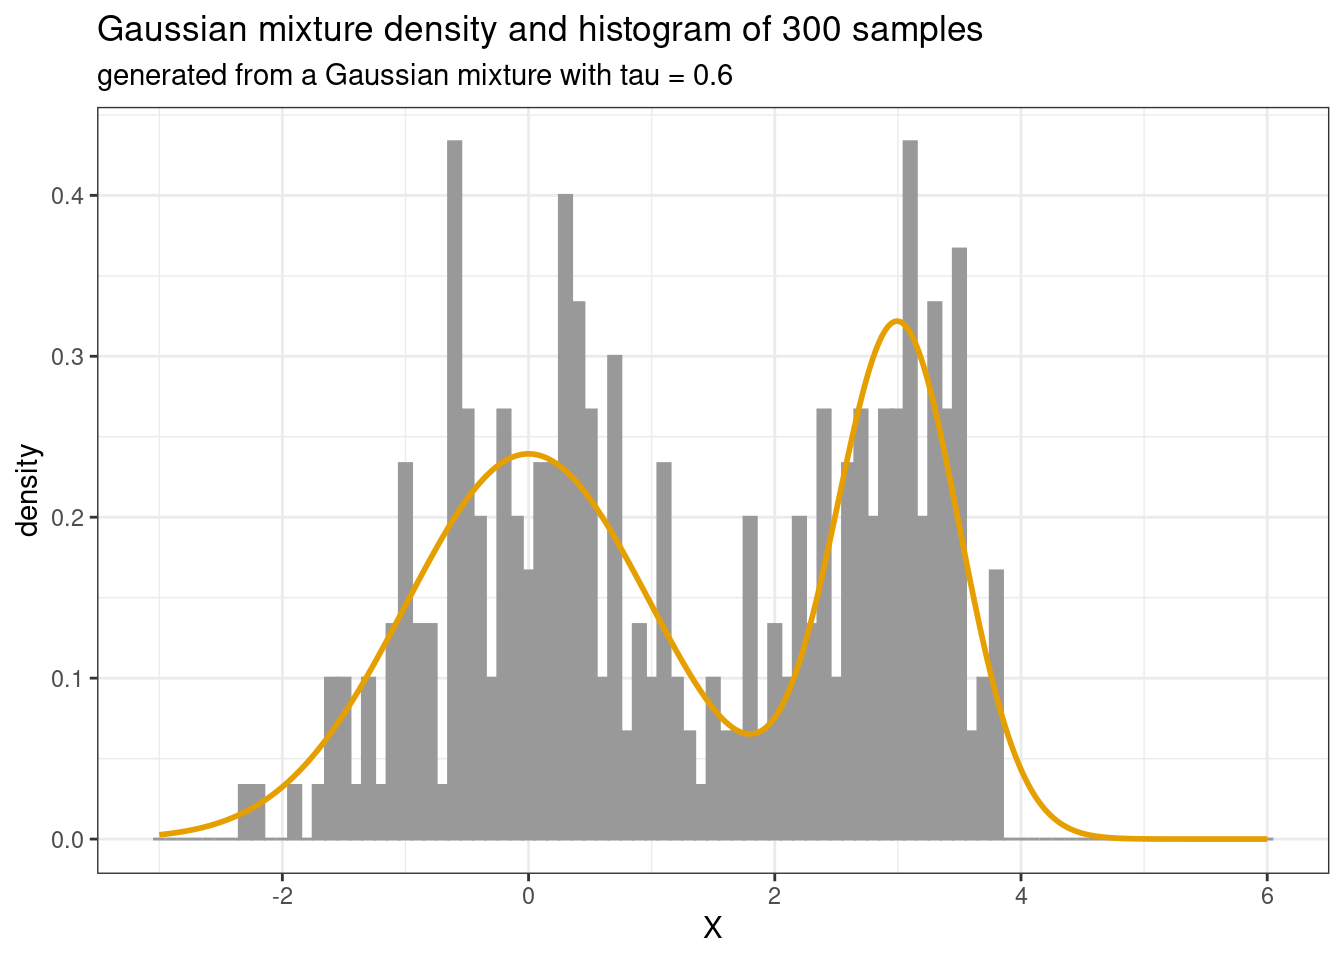 Gaussian mixture density and histogram of 300 samples
generated from a Gaussian mixture with tau = 0.6
density
0.4
0.3
0.2
0.1
0.0
-2 0 2 4 6
X